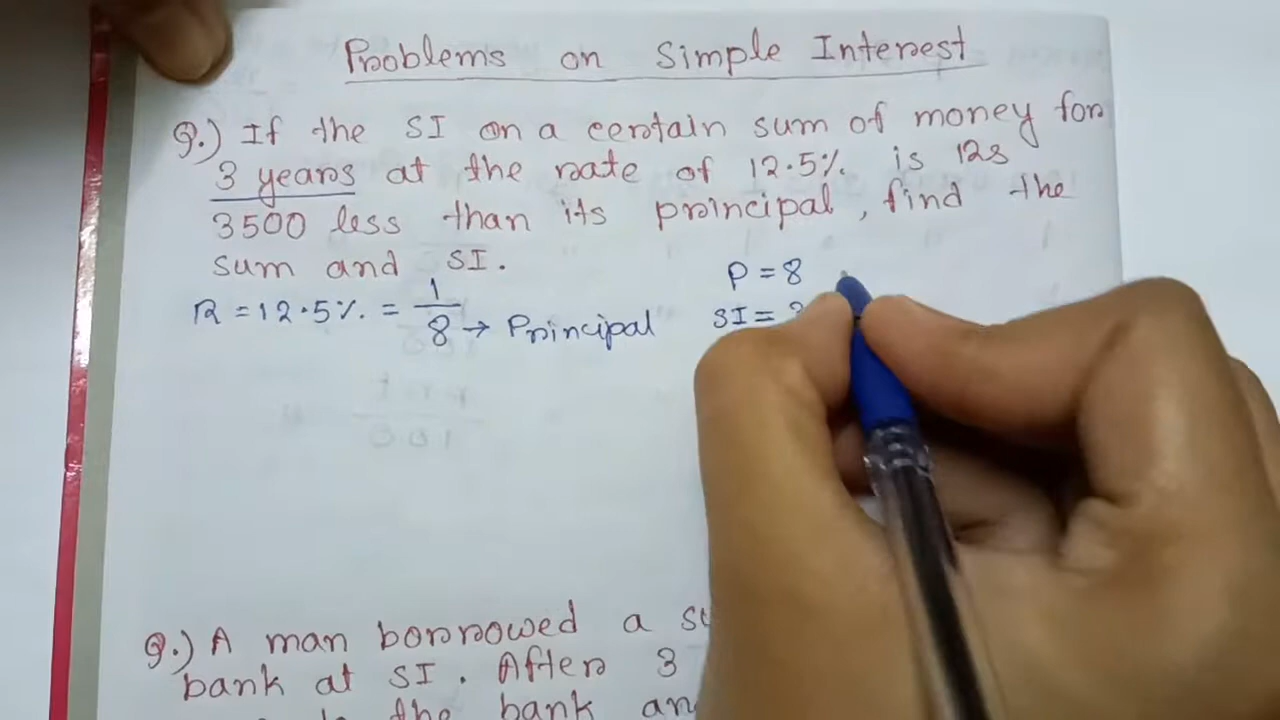 Problems on Simple Interest
Q.) If the SI on a certain sum of money for
3 years at the rate of 12.5% is Rs
3500 less than its principal, find the
sum and SI.
P = 8
R = 12.5% = 1/8 → Principal
SI =
Q.) A man borrowed a
bank at SI. After 3
the bank